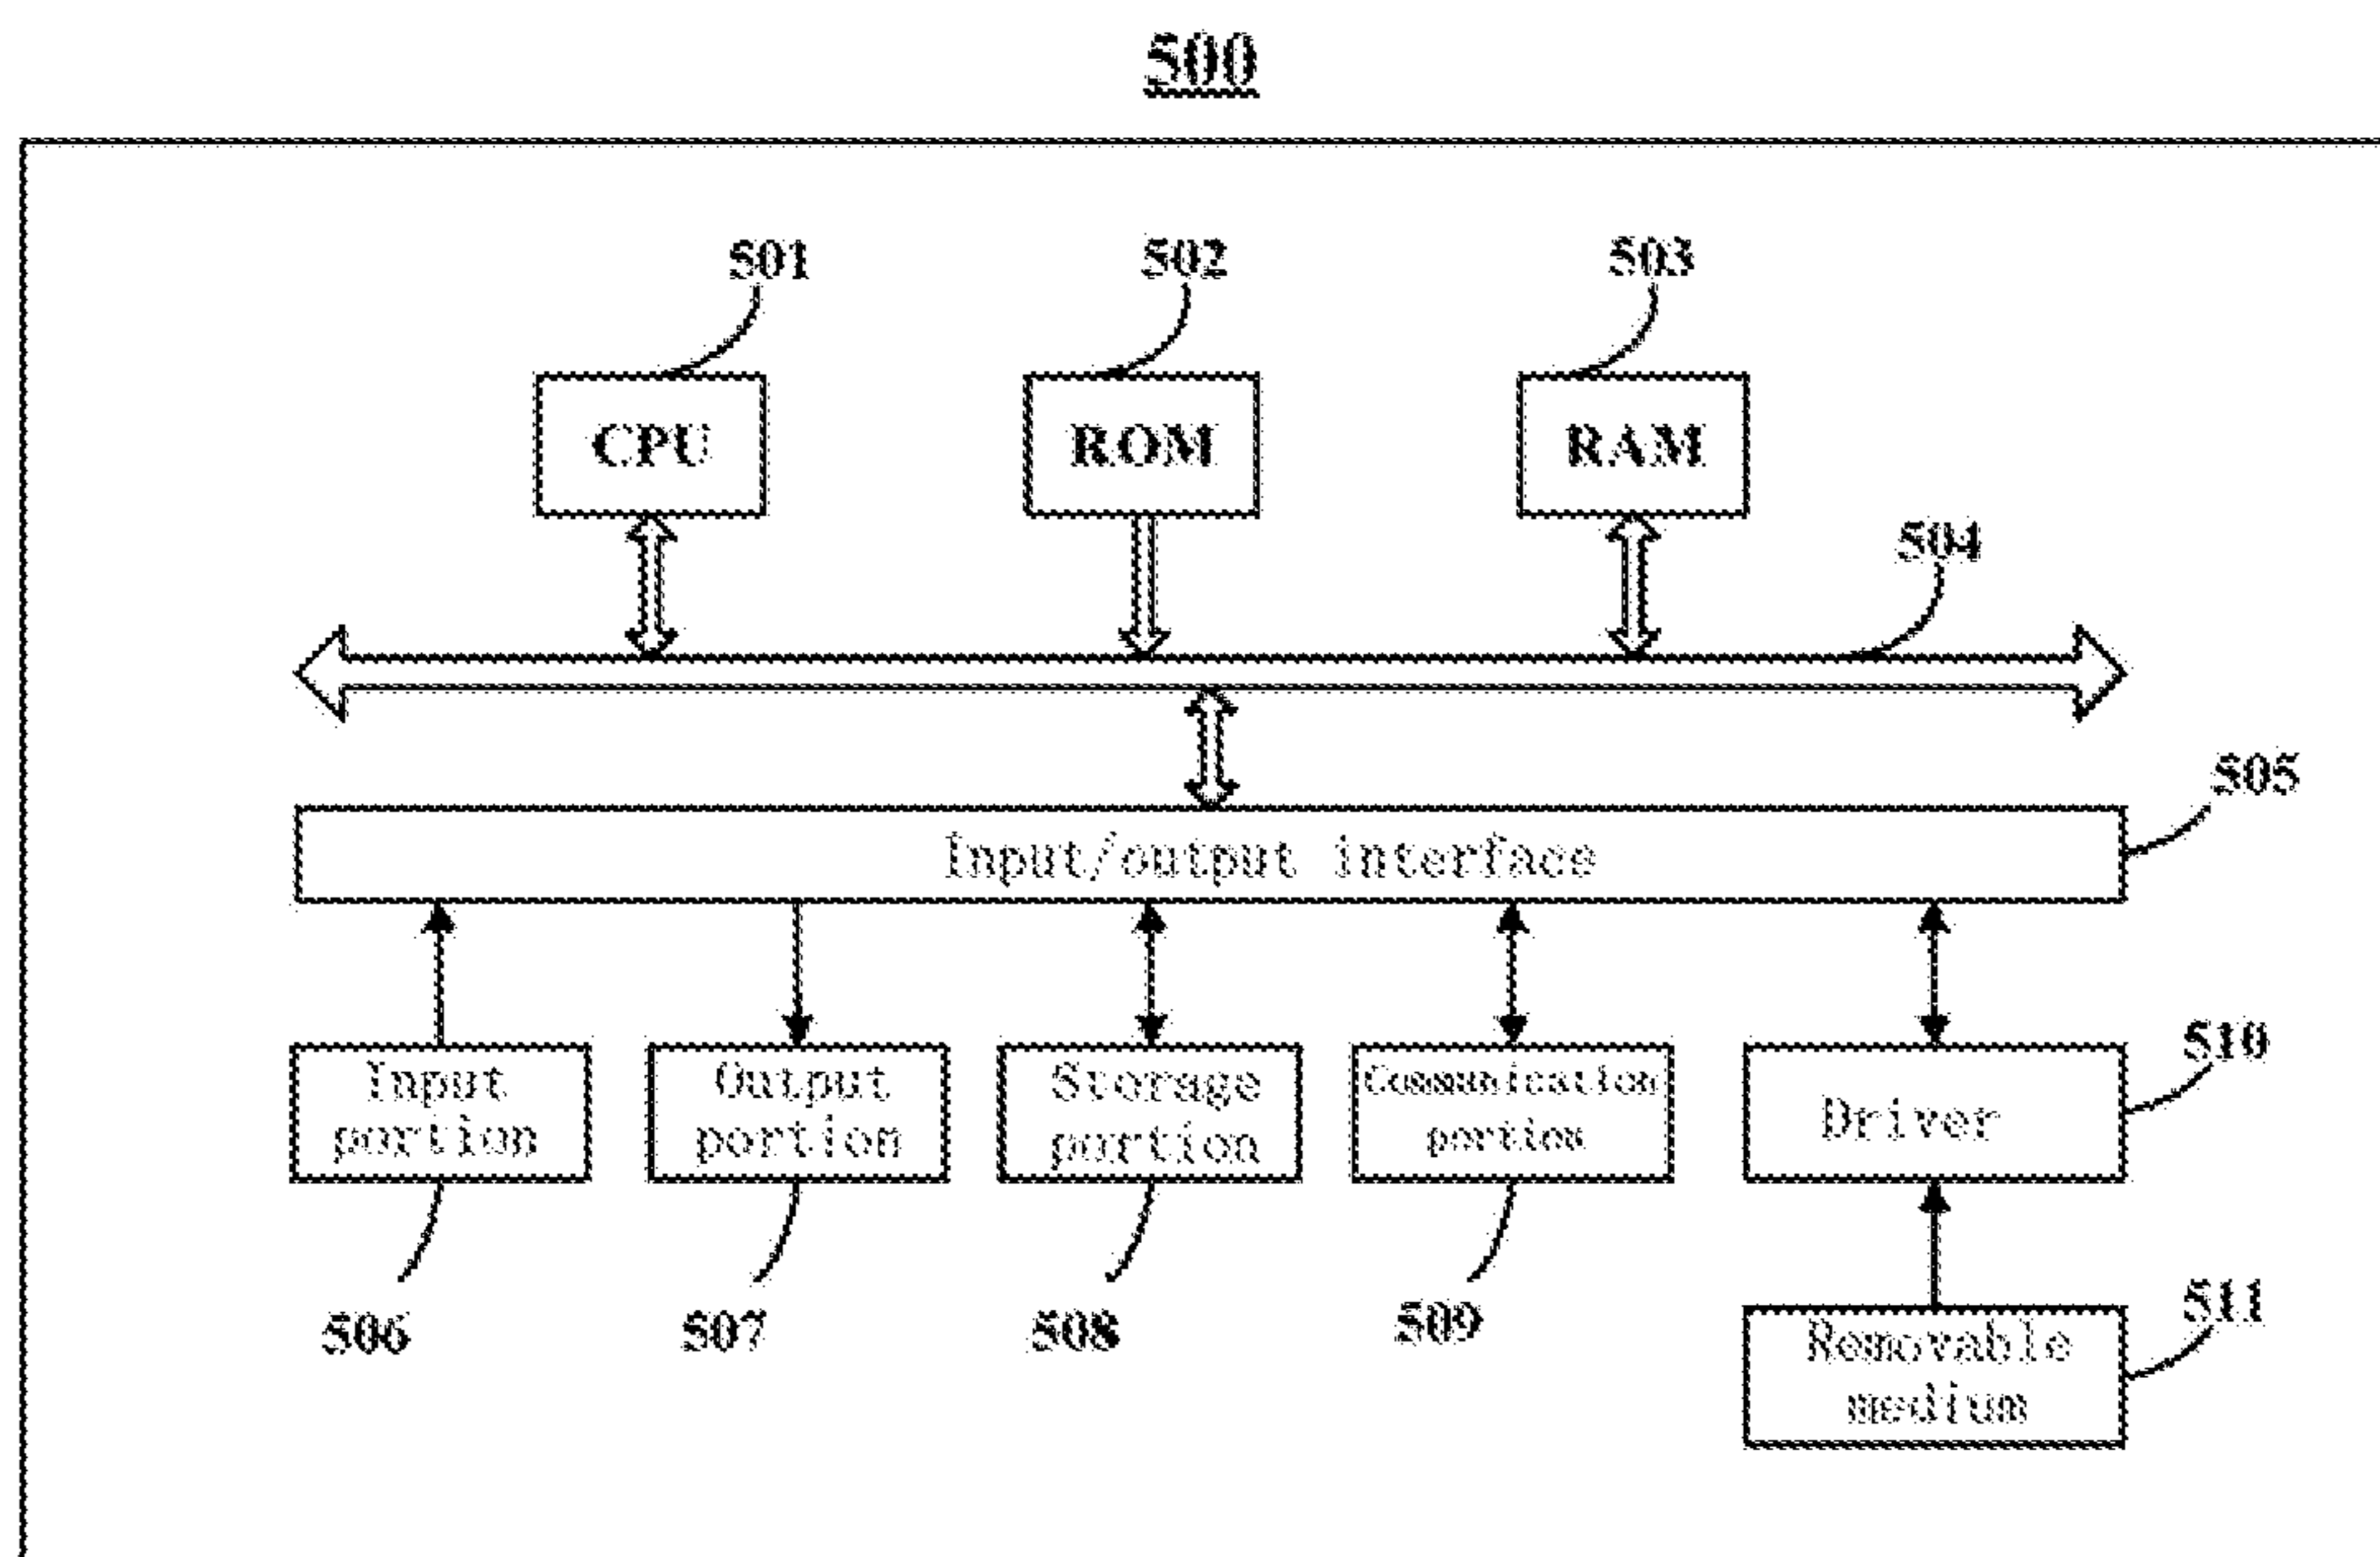 500
501
502
503
CPU
ROM
RAM
504
505
Input/output interface
510
Input
portion
Output
portion
Storage
portion
Communication
portion
Driver
506
507
508
509
511
Removable
medium